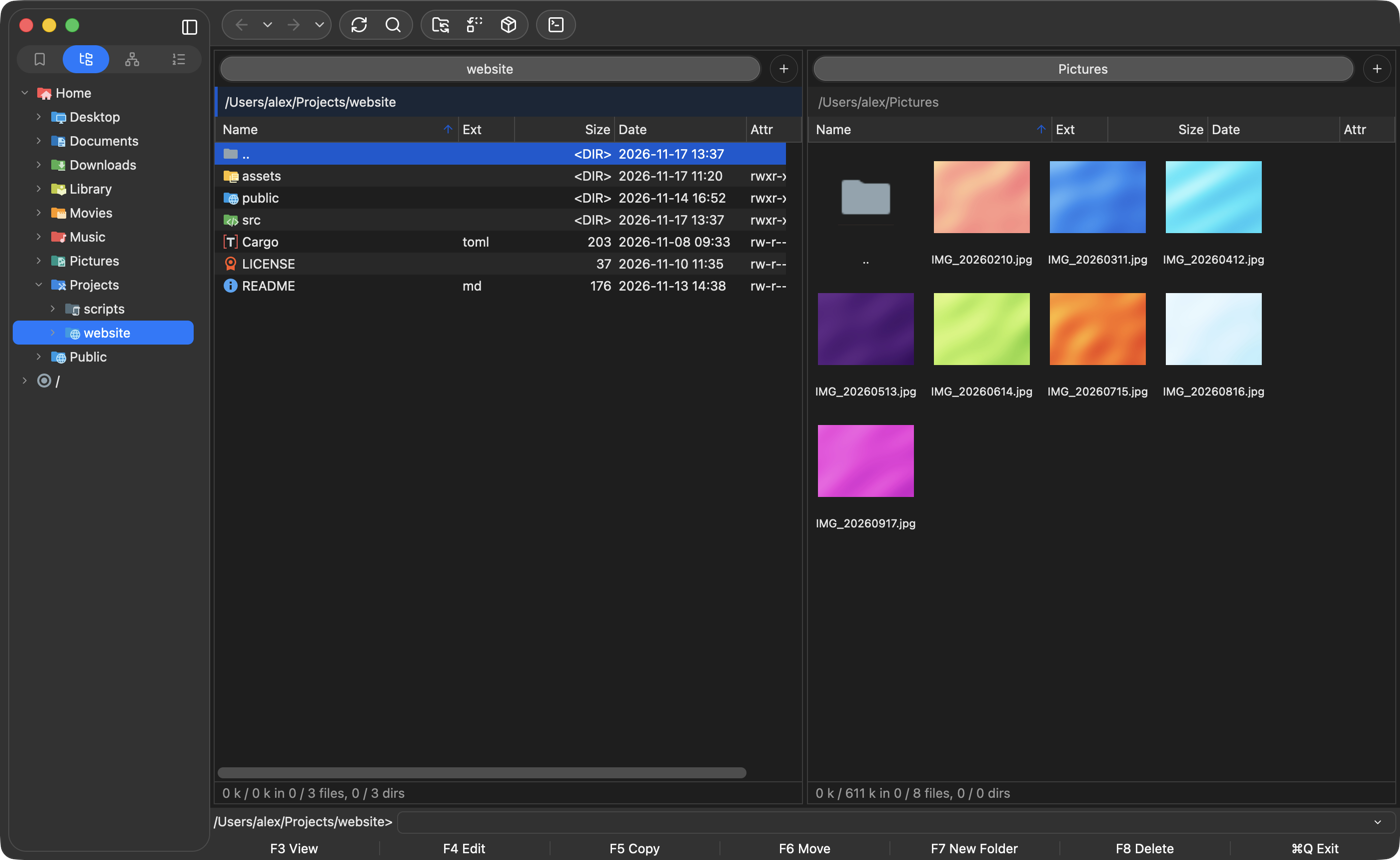 website
Pictures
/Users/alex/Projects/website
/Users/alex/Pictures
Name Ext Size Date Attr
Name Ext Size Date Attr
Home
Desktop
Documents
Downloads
Library
Movies
Music
Pictures
Projects
scripts
website
Public
/
.. <DIR> 2026-11-17 13:37
assets <DIR> 2026-11-17 11:20 rwxr-x
public <DIR> 2026-11-14 16:52 rwxr-x
src <DIR> 2026-11-17 13:37 rwxr-x
Cargo toml 203 2026-11-08 09:33 rw-r--
LICENSE 37 2026-11-10 11:35 rw-r--
README md 176 2026-11-13 14:38 rw-r--
.. IMG_20260210.jpg IMG_20260311.jpg IMG_20260412.jpg
IMG_20260513.jpg IMG_20260614.jpg IMG_20260715.jpg IMG_20260816.jpg
IMG_20260917.jpg
0 k / 0 k in 0 / 3 files, 0 / 3 dirs
0 k / 611 k in 0 / 8 files, 0 / 0 dirs
/Users/alex/Projects/website>
F3 View F4 Edit F5 Copy F6 Move F7 New Folder F8 Delete ⌘Q Exit